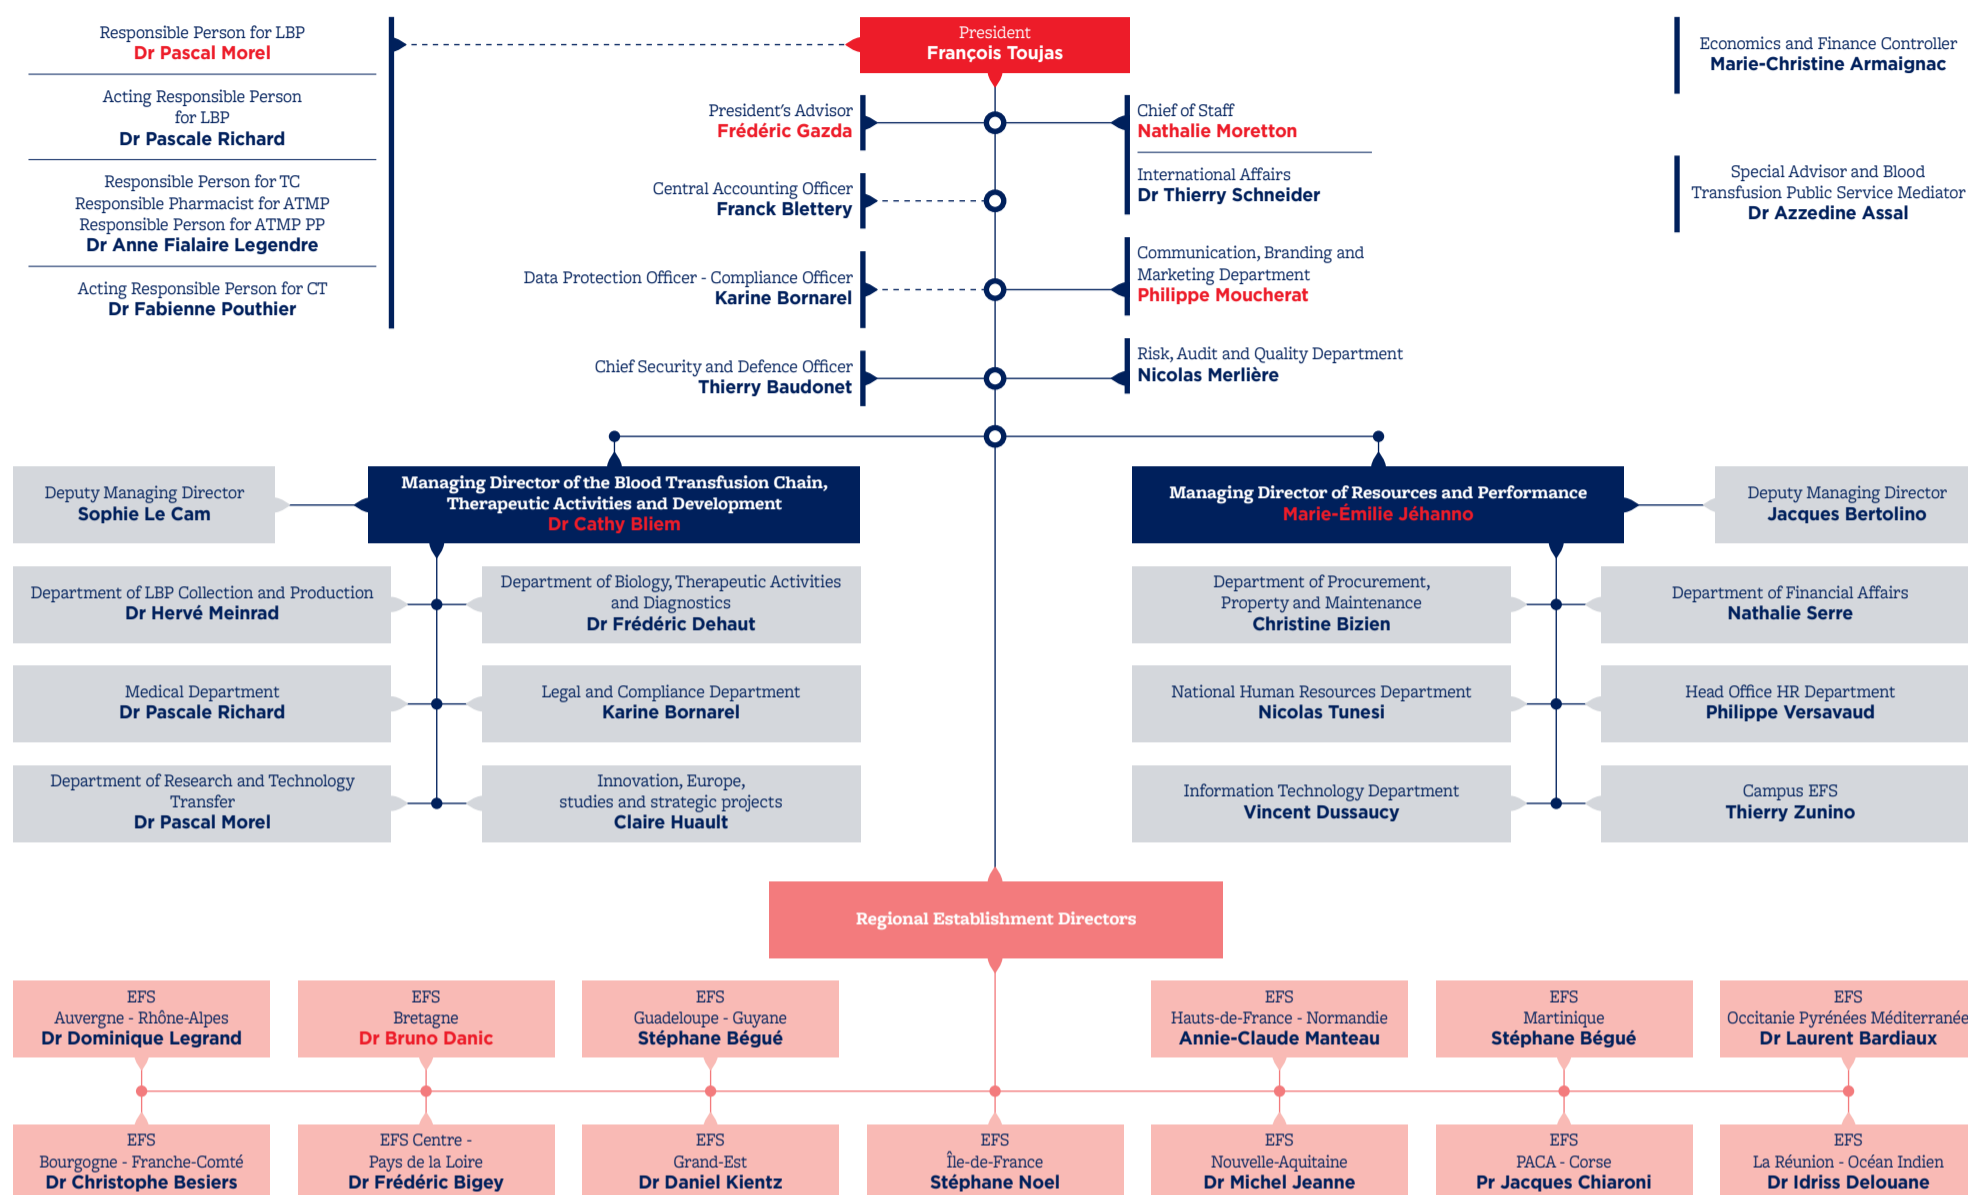 Responsible Person for LBP
Dr Pascal Morel
Acting Responsible Person
for LBP
Dr Pascale Richard
Responsible Person for TC
Responsible Pharmacist for ATMP
Responsible Person for ATMP PP
Dr Anne Fialaire Legendre
Acting Responsible Person for CT
Dr Fabienne Pouthier
President
François Toujas
President's Advisor
Frédéric Gazda
Central Accounting Officer
Franck Blettery
Data Protection Officer - Compliance Officer
Karine Bornarel
Chief Security and Defence Officer
Thierry Baudonet
Chief of Staff
Nathalie Moretton
International Affairs
Dr Thierry Schneider
Communication, Branding and
Marketing Department
Philippe Moucherat
Risk, Audit and Quality Department
Nicolas Merlière
Economics and Finance Controller
Marie-Christine Armaignac
Special Advisor and Blood
Transfusion Public Service Mediator
Dr Azzedine Assal
Deputy Managing Director
Sophie Le Cam
Managing Director of the Blood Transfusion Chain,
Therapeutic Activities and Development
Dr Cathy Bliem
Managing Director of Resources and Performance
Marie-Émilie Jéhanno
Deputy Managing Director
Jacques Bertolino
Department of LBP Collection and Production
Dr Hervé Meinrad
Department of Biology, Therapeutic Activities
and Diagnostics
Dr Frédéric Dehaut
Medical Department
Dr Pascale Richard
Legal and Compliance Department
Karine Bornarel
Department of Research and Technology
Transfer
Dr Pascal Morel
Innovation, Europe,
studies and strategic projects
Claire Huault
Department of Procurement,
Property and Maintenance
Christine Bizien
Department of Financial Affairs
Nathalie Serre
National Human Resources Department
Nicolas Tunesi
Head Office HR Department
Philippe Versavaud
Information Technology Department
Vincent Dussaucy
Campus EFS
Thierry Zunino
Regional Establishment Directors
EFS
Auvergne - Rhône-Alpes
Dr Dominique Legrand
EFS
Bretagne
Dr Bruno Danic
EFS
Guadeloupe - Guyane
Stéphane Bégué
EFS
Hauts-de-France - Normandie
Annie-Claude Manteau
EFS
Martinique
Stéphane Bégué
EFS
Occitanie Pyrénées Méditerranée
Dr Laurent Bardiaux
EFS
Bourgogne - Franche-Comté
Dr Christophe Besiers
EFS Centre -
Pays de la Loire
Dr Frédéric Bigey
EFS
Grand-Est
Dr Daniel Kientz
EFS
Île-de-France
Stéphane Noel
EFS
Nouvelle-Aquitaine
Dr Michel Jeanne
EFS
PACA - Corse
Pr Jacques Chiaroni
EFS
La Réunion - Océan Indien
Dr Idriss Delouane